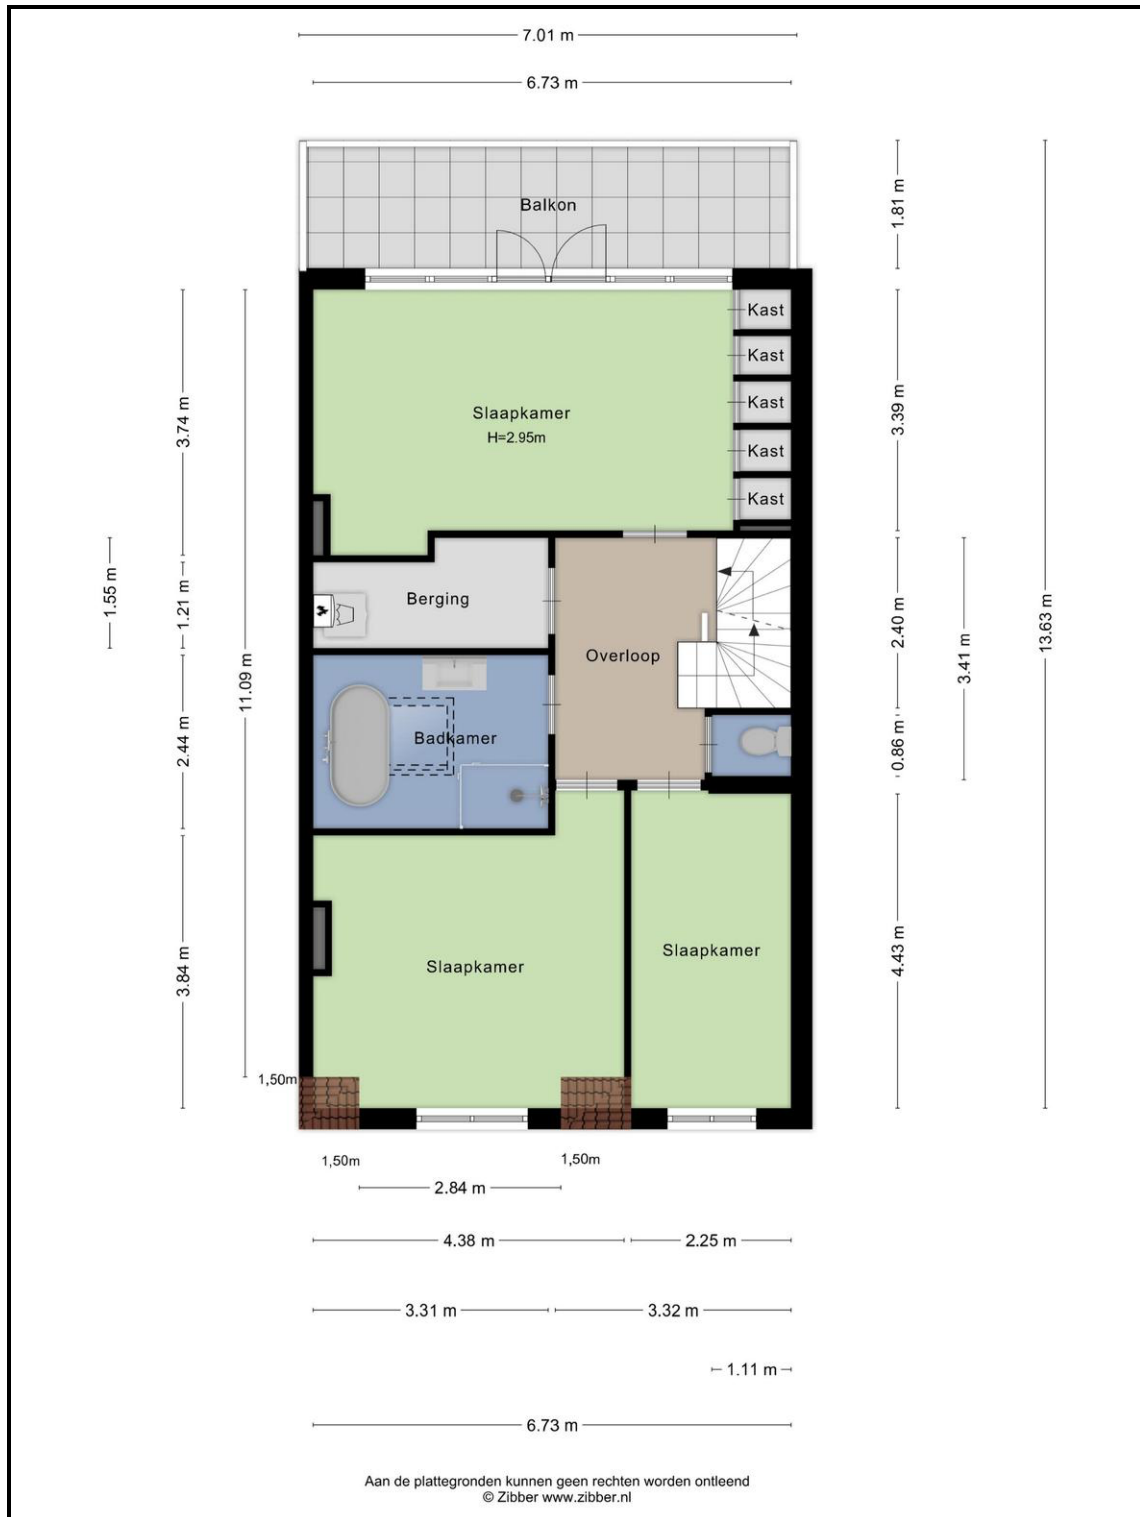 7.01 m
6.73 m
Balkon
1.81 m
Kast
Kast
Kast
Kast
Kast
Slaapkamer
H=2.95m
3.74 m
3.39 m
1.55 m
1.21 m
Berging
2.40 m
13.63 m
3.41 m
11.09 m
Overloop
2.44 m
Badkamer
0.86 m
Slaapkamer
Slaapkamer
3.84 m
4.43 m
1,50m
1,50m
1,50m
2.84 m
4.38 m
2.25 m
3.31 m
3.32 m
1.11 m
6.73 m
Aan de plattegronden kunnen geen rechten worden ontleend
© Zibber www.zibber.nl